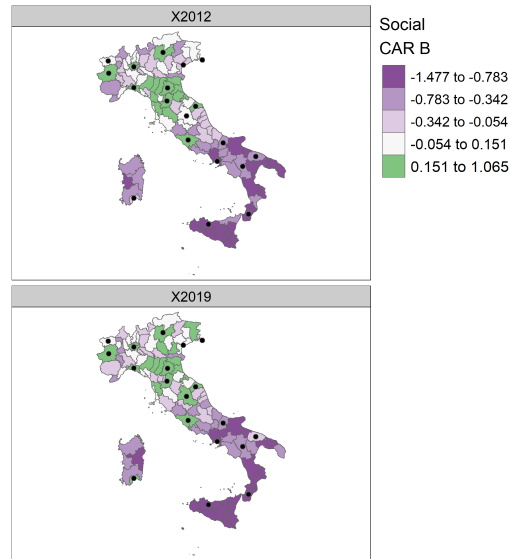 X2012
Social
CAR B
-1.477 to -0.783
-0.783 to -0.342
-0.342 to -0.054
-0.054 to 0.151
0.151 to 1.065
X2019